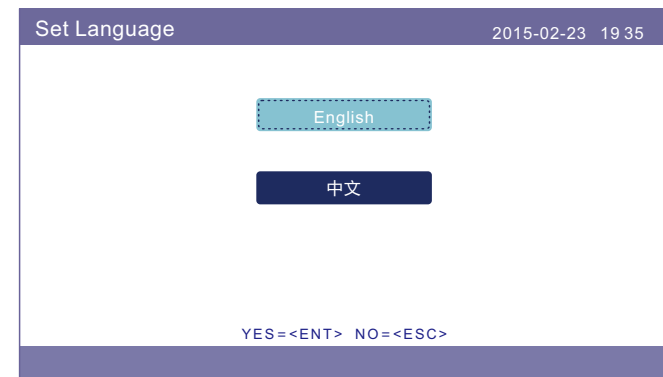 Set Language 2015-02-23 19 35
English
中文
YES=<ENT> NO=<ESC>